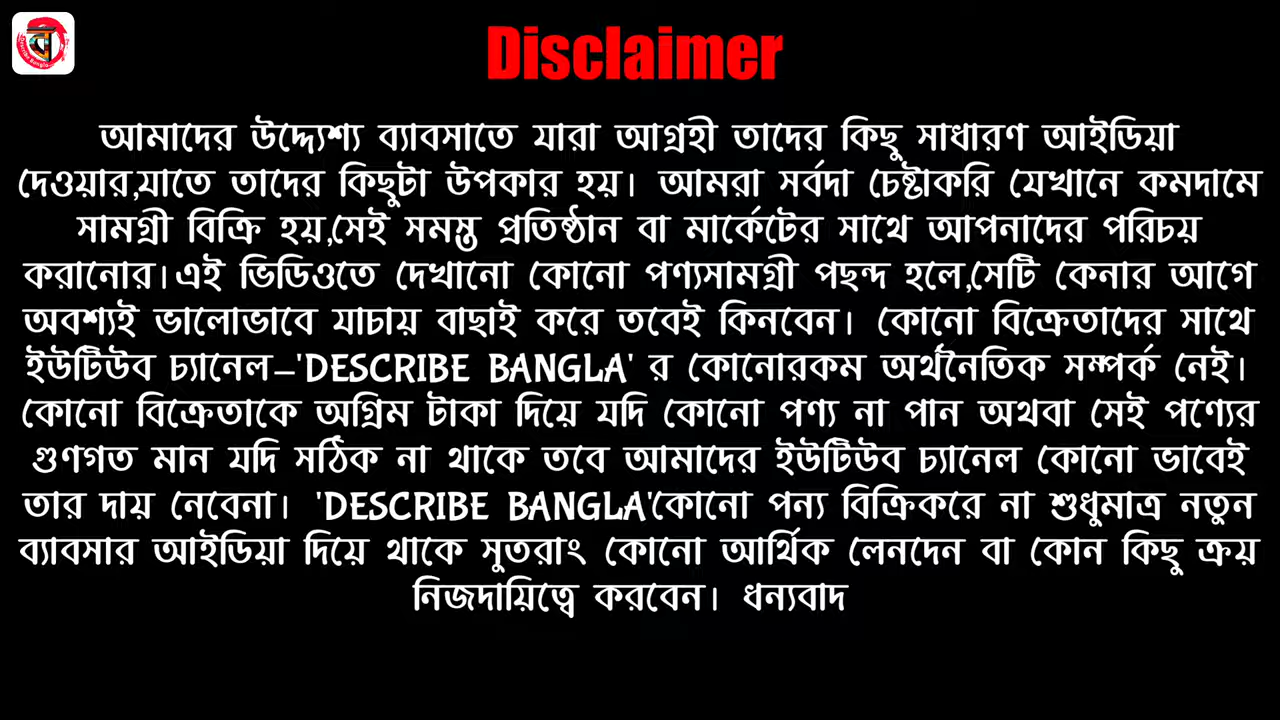 Disclaimer
আমাদের উদ্দেশ্য ব্যাবসাতে যারা আগ্রহী তাদের কিছু সাধারণ আইডিয়া
দেওয়ার,যাতে তাদের কিছুটা উপকার হয়। আমরা সর্বদা চেষ্টাকরি যেখানে কমদামে
সামগ্রী বিক্রি হয়,সেই সমস্ত প্রতিষ্ঠান বা মার্কেটের সাথে আপনাদের পরিচয়
করানোর।এই ভিডিওতে দেখানো কোনো পণ্যসামগ্রী পছন্দ হলে,সেটি কেনার আগে
অবশ্যই ভালোভাবে যাচায় বাছাই করে তবেই কিনবেন। কোনো বিক্রেতাদের সাথে
ইউটিউব চ্যানেল–'DESCRIBE BANGLA' র কোনোরকম অর্থনৈতিক সম্পর্ক নেই।
কোনো বিক্রেতাকে অগ্রিম টাকা দিয়ে যদি কোনো পণ্য না পান অথবা সেই পণ্যের
গুণগত মান যদি সঠিক না থাকে তবে আমাদের ইউটিউব চ্যানেল কোনো ভাবেই
তার দায় নেবেনা। 'DESCRIBE BANGLA'কোনো পন্য বিক্রিকরে না শুধুমাত্র নতুন
ব্যাবসার আইডিয়া দিয়ে থাকে সুতরাং কোনো আর্থিক লেনদেন বা কোন কিছু ক্রয়
নিজদায়িত্বে করবেন। ধন্যবাদ